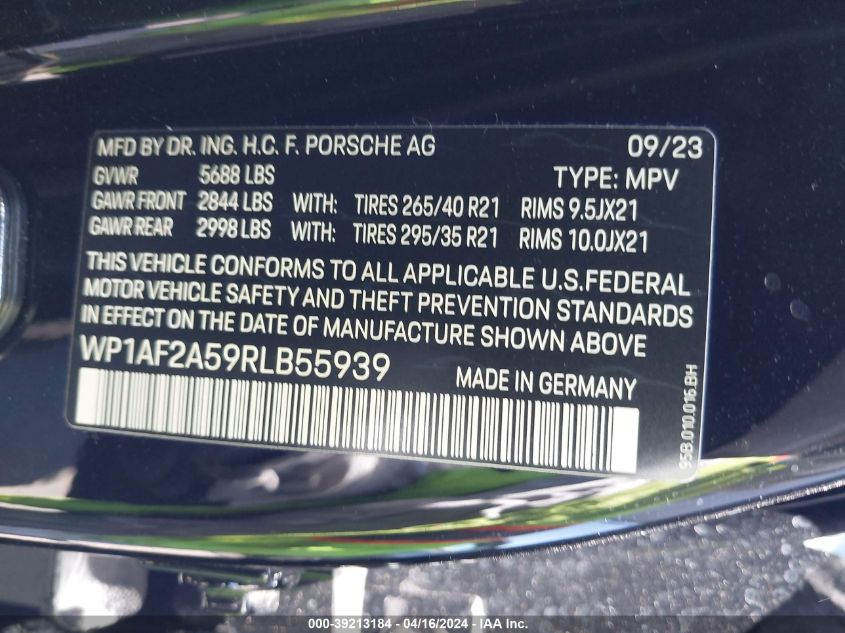 MFD BY DR. ING. H.C. F. PORSCHE AG 09/23
GVWR 5688 LBS TYPE: MPV
GAWR FRONT 2844 LBS WITH: TIRES 265/40 R21 RIMS 9.5JX21
GAWR REAR 2998 LBS WITH: TIRES 295/35 R21 RIMS 10.0JX21
THIS VEHICLE CONFORMS TO ALL APPLICABLE U.S.FEDERAL
MOTOR VEHICLE SAFETY AND THEFT PREVENTION STANDARDS
IN EFFECT ON THE DATE OF MANUFACTURE SHOWN ABOVE
WP1AF2A59RLB55939 MADE IN GERMANY
95B.010.016.BH
000-39213184 - 04/16/2024 - IAA Inc.